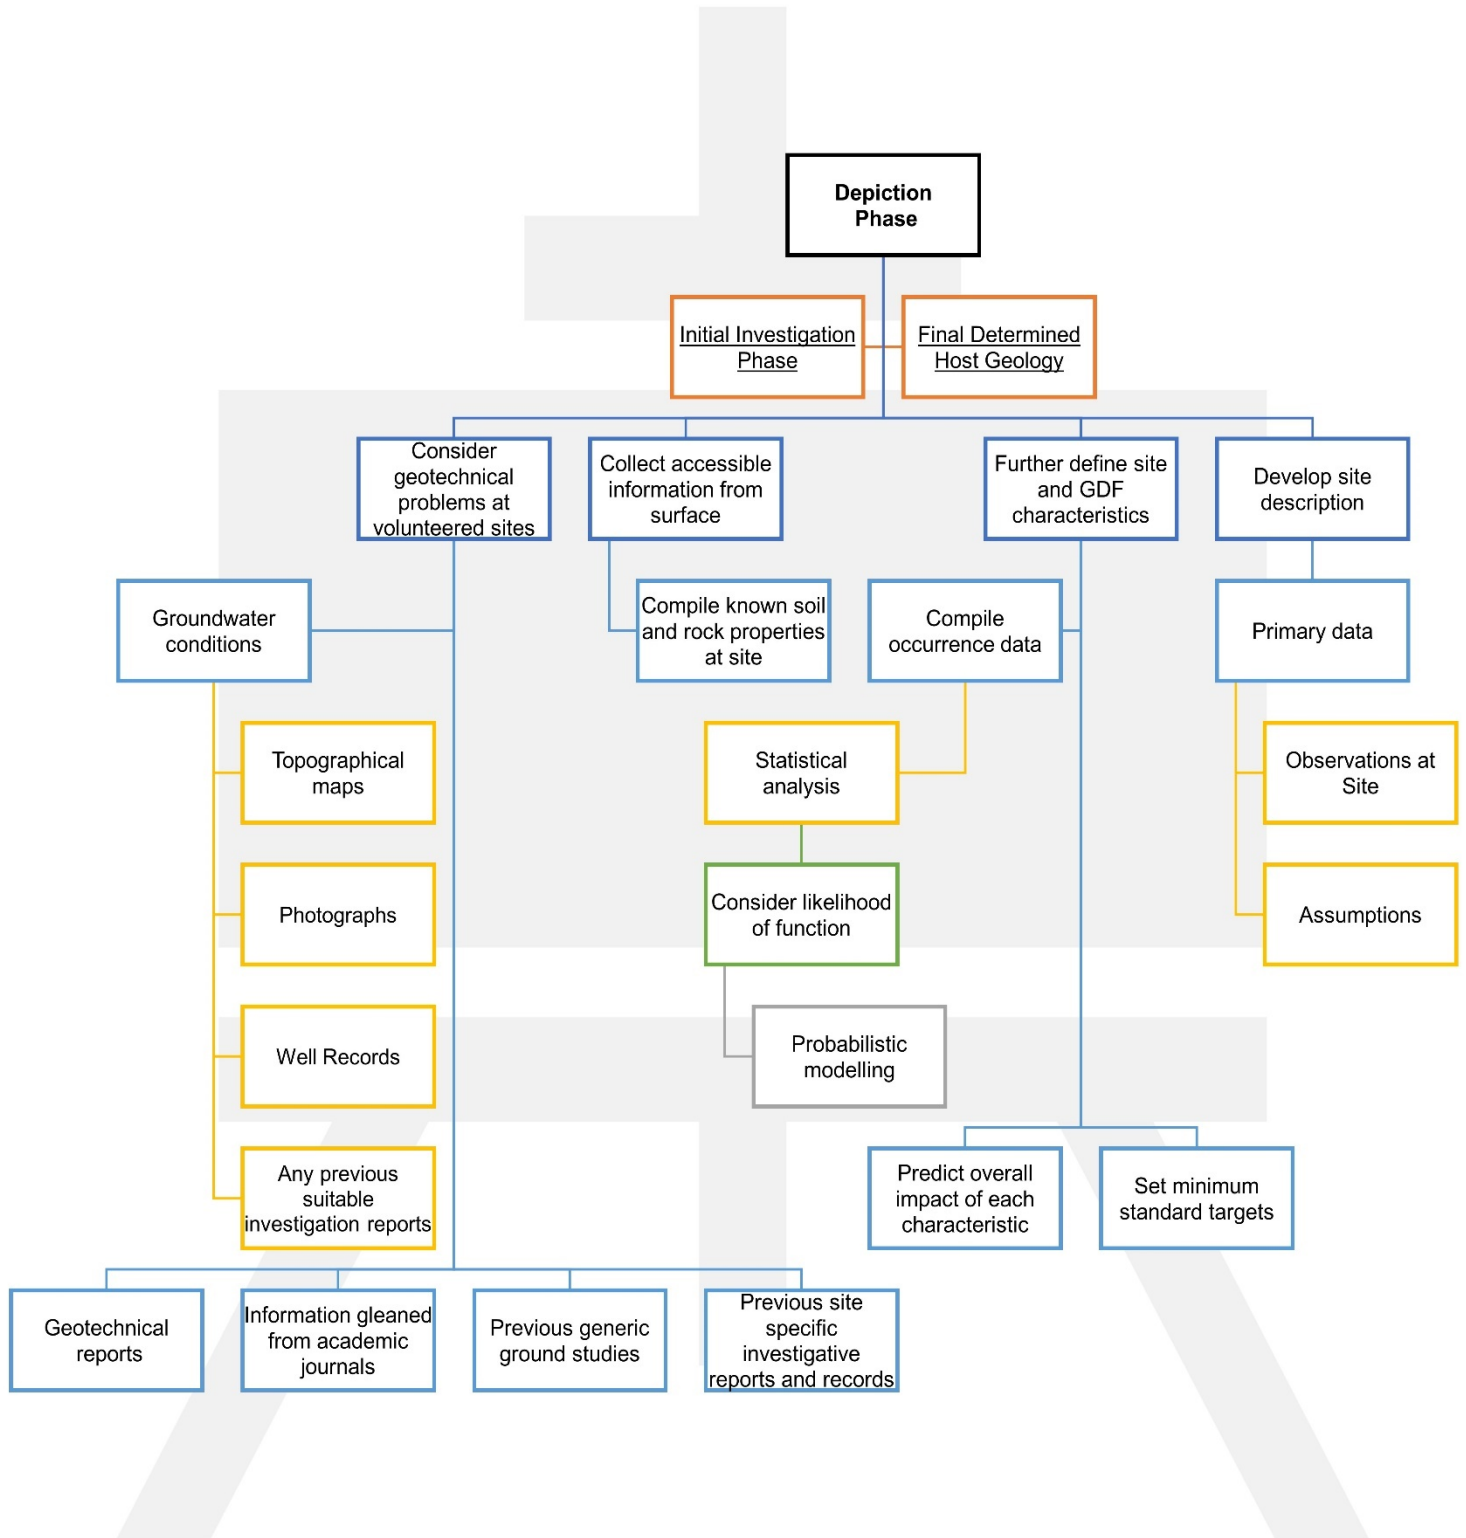 Depiction
Phase
Initial Investigation
Phase
Final Determined
Host Geology
Consider
geotechnical
problems at
volunteered sites
Collect accessible
information from
surface
Further define site
and GDF
characteristics
Develop site
description
Groundwater
conditions
Compile known soil
and rock properties
at site
Compile
occurrence data
Primary data
Topographical
maps
Statistical
analysis
Observations at
Site
Photographs
Consider likelihood
of function
Assumptions
Well Records
Probabilistic
modelling
Any previous
suitable
investigation reports
Predict overall
impact of each
characteristic
Set minimum
standard targets
Geotechnical
reports
Information gleaned
from academic
journals
Previous generic
ground studies
Previous site
specific
investigative
reports and records